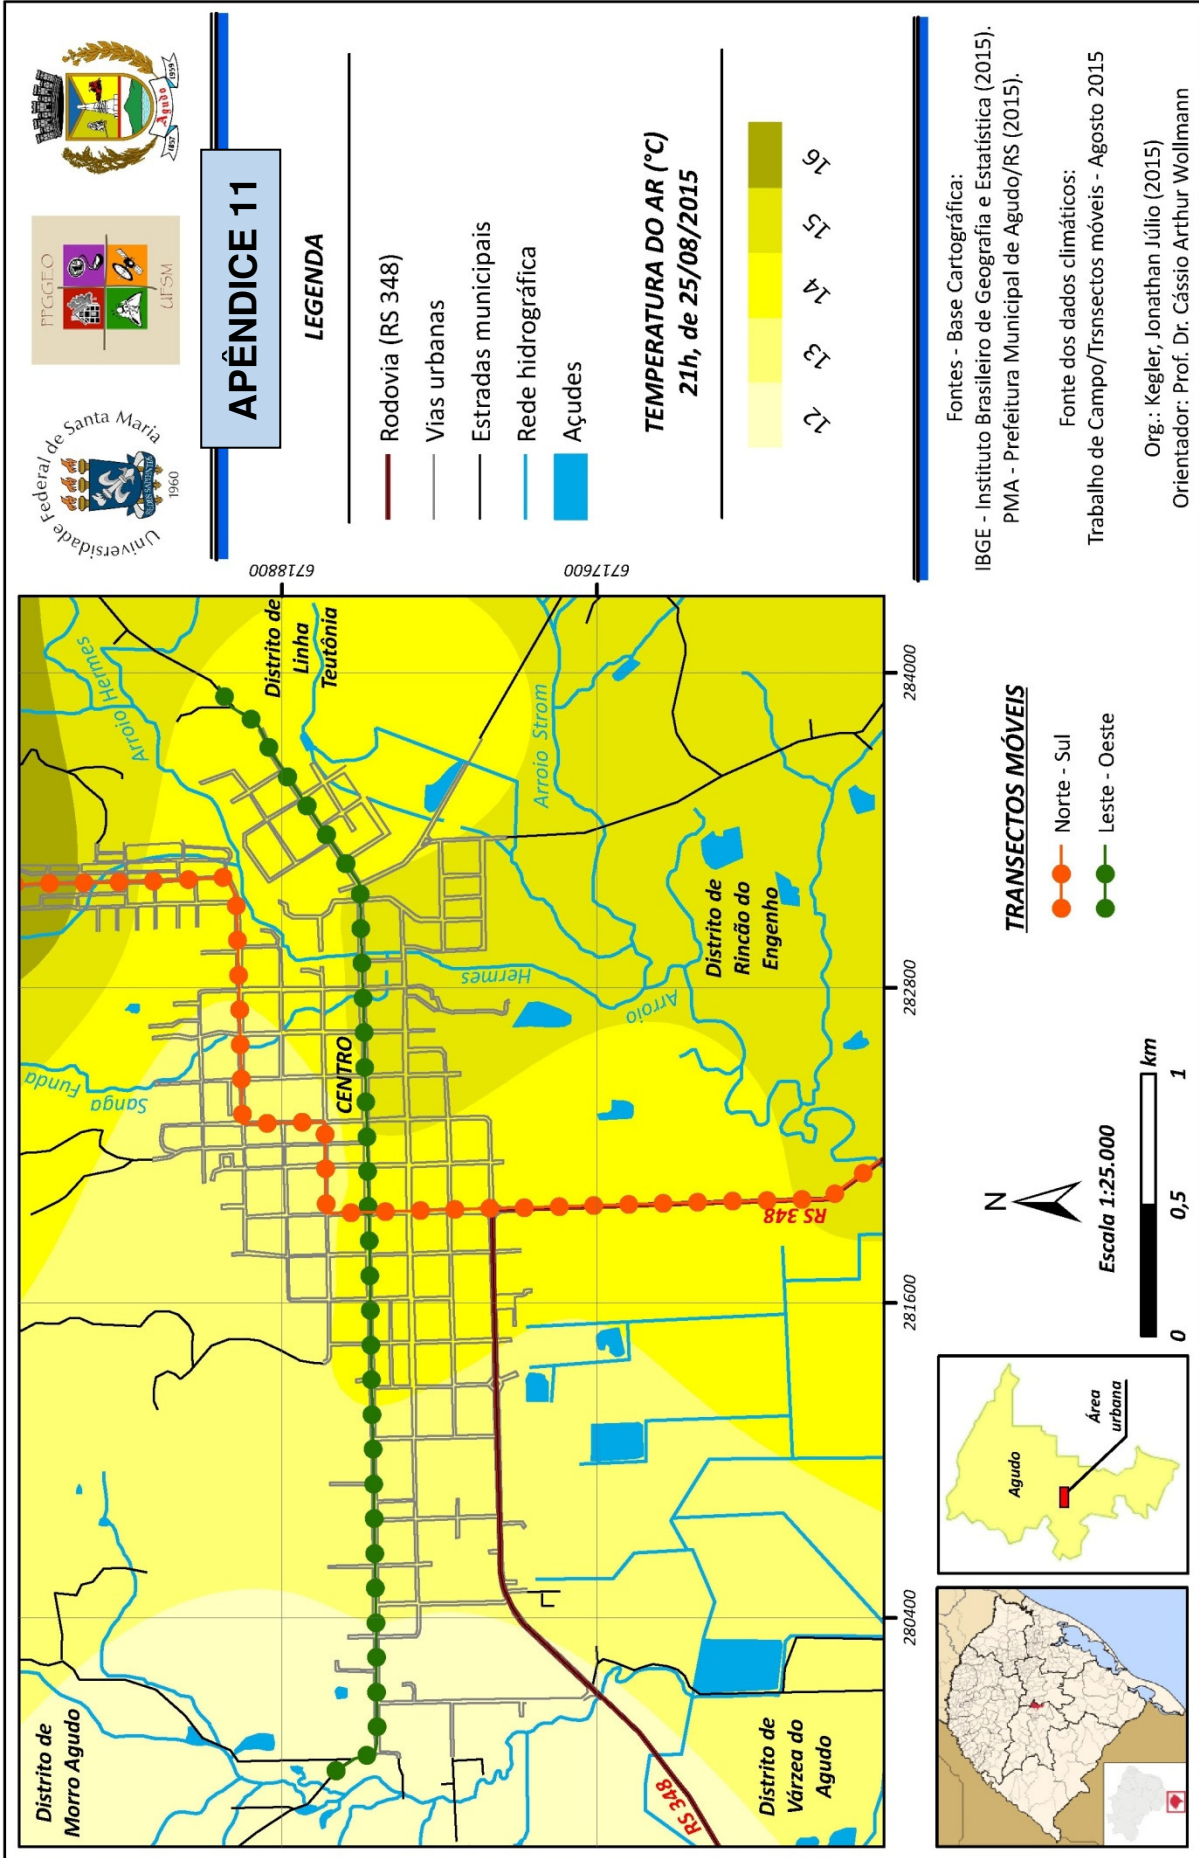 Distrito de
Morro Agudo
Sanga
Funda
Arroio Hermes
Distrito de
Linha
Teutônia
CENTRO
Hermes
Arroio
Arroio Strom
Distrito de
Rincão do
Engenho
RS 348
RS 348
Distrito de
Várzea do
Agudo
6718800
6717600
280400
281600
282800
284000
Universidade Federal de Santa Maria
1960
SEDES SAPIENTIAE
PPGGEO
UFSM
1857
Agudo
1959
APÊNDICE 11
LEGENDA
Rodovia (RS 348)
Vias urbanas
Estradas municipais
Rede hidrográfica
Açudes
TEMPERATURA DO AR (°C)
21h, de 25/08/2015
12
13
14
15
16
Fontes - Base Cartográfica:
IBGE - Instituto Brasileiro de Geografia e Estatística (2015).
PMA - Prefeitura Municipal de Agudo/RS (2015).
Fonte dos dados climáticos:
Trabalho de Campo/Trsnsectos móveis - Agosto 2015
Org.: Kegler, Jonathan Júlio (2015)
Orientador: Prof. Dr. Cássio Arthur Wollmann
Agudo
Área
urbana
N
Escala 1:25.000
0
0,5
1
km
TRANSECTOS MÓVEIS
Norte - Sul
Leste - Oeste